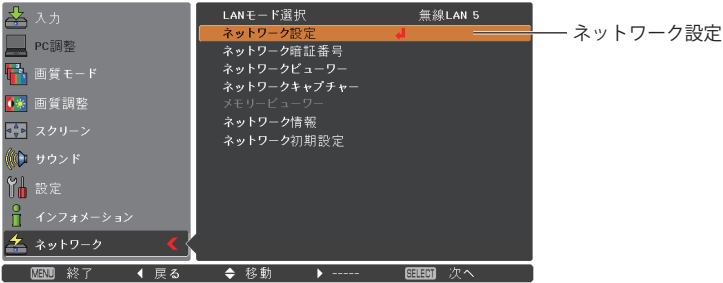 入力
PC調整
画質モード
画質調整
スクリーン
サウンド
設定
インフォメーション
ネットワーク
LANモード選択 無線LAN 5
ネットワーク設定
ネットワーク暗証番号
ネットワークビューワー
ネットワークキャプチャー
メモリービューワー
ネットワーク情報
ネットワーク初期設定
ネットワーク設定
MENU 終了 戻る 移動 ----- SELECT 次へ